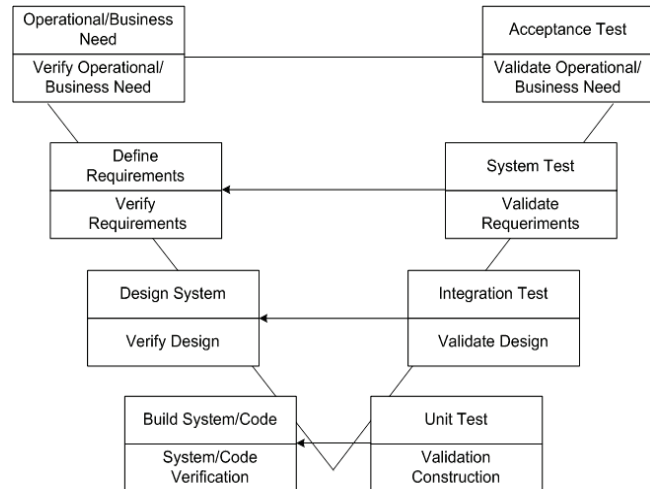 Operational/Business
Need
Verify Operational/
Business Need
Acceptance Test
Validate Operational/
Business Need
Define
Requirements
Verify
Requirements
System Test
Validate
Requeriments
Design System
Verify Design
Integration Test
Validate Design
Build System/Code
System/Code
Verification
Unit Test
Validation
Construction